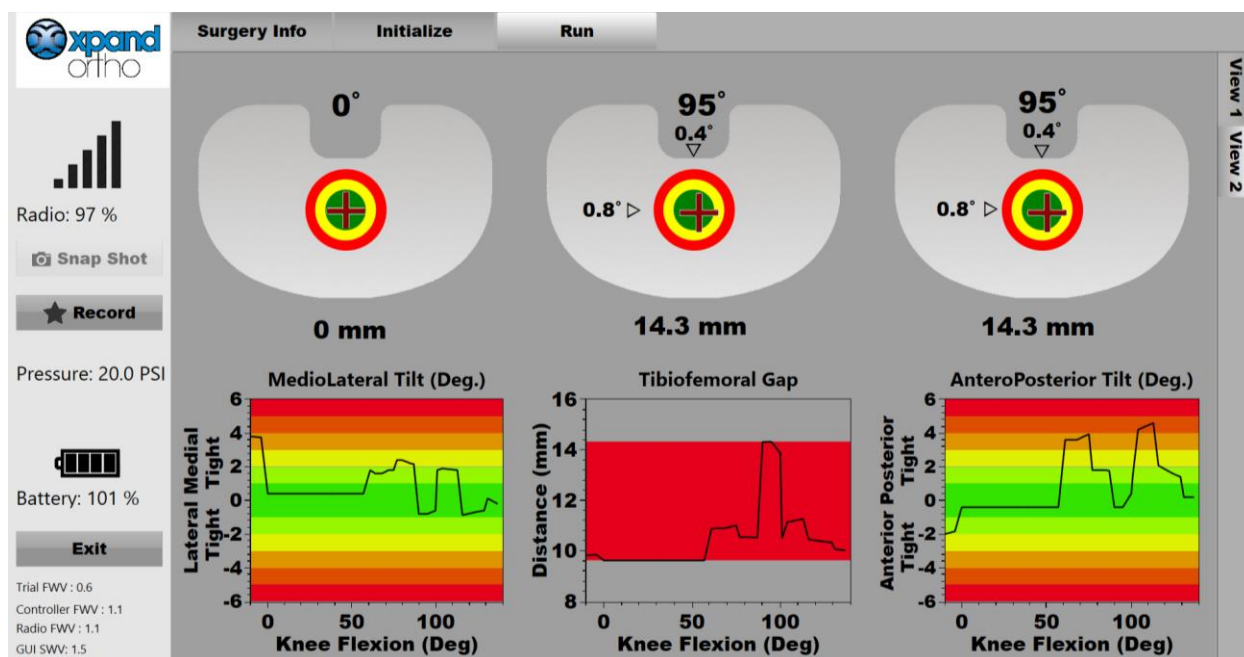 xpand
ortho
Surgery Info
Initialize
Run
View 1
View 2
Radio: 97 %
Snap Shot
Record
Pressure: 20.0 PSI
Battery: 101 %
Exit
Trial FWV : 0.6
Controller FWV : 1.1
Radio FWV : 1.1
GUI SWV: 1.5
0°
0 mm
95°
0.4°
0.8°
14.3 mm
95°
0.4°
0.8°
14.3 mm
MedioLateral Tilt (Deg.)
Lateral Medial
Tight Tight
6
4
2
0
-2
-4
-6
0 50 100
Knee Flexion (Deg)
Tibiofemoral Gap
Distance (mm)
16
14
12
10
8
0 50 100
Knee Flexion (Deg)
AnteroPosterior Tilt (Deg.)
Anterior Posterior
Tight Tight
6
4
2
0
-2
-4
-6
0 50 100
Knee Flexion (Deg)